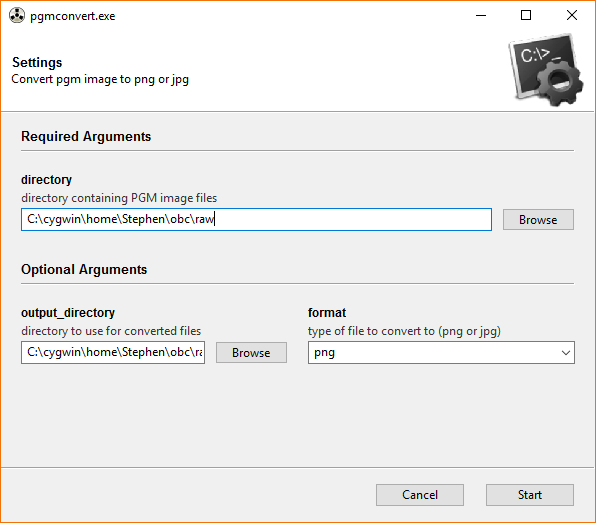 pgmconvert.exe
Settings
Convert pgm image to png or jpg
C:\>_
Required Arguments
directory
directory containing PGM image files
C:\cygwin\home\Stephen\obc\raw
Browse
Optional Arguments
output_directory
format
directory to use for converted files
type of file to convert to (png or jpg)
C:\cygwin\home\Stephen\obc\ra
Browse
png
Cancel
Start